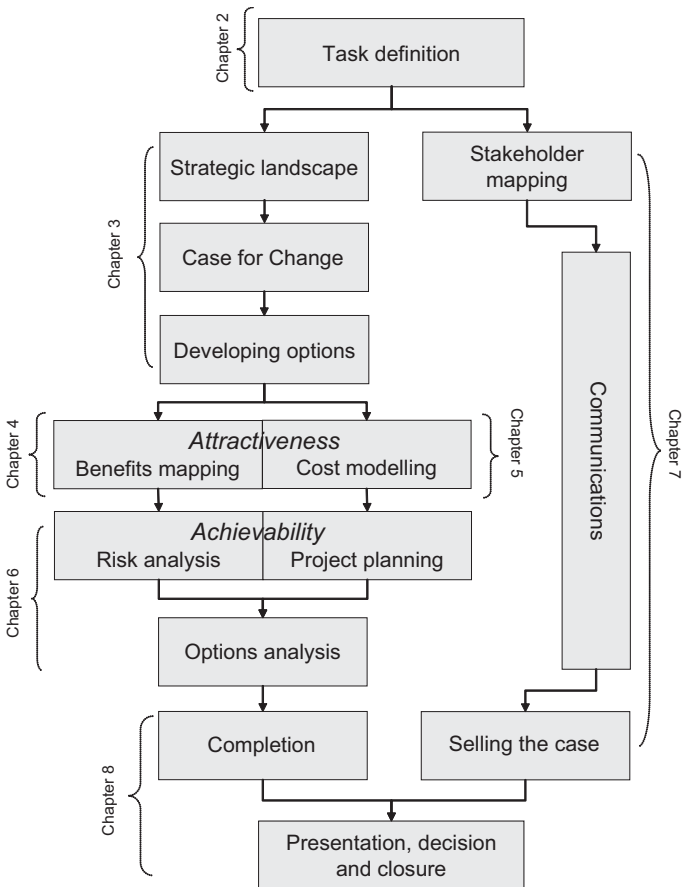 Chapter 2
Task definition
Strategic landscape
Stakeholder
mapping
Chapter 3
Case for Change
Developing options
Communications
Chapter 7
Chapter 4
Attractiveness
Benefits mapping
Cost modelling
Chapter 5
Achievability
Risk analysis
Project planning
Chapter 6
Options analysis
Completion
Selling the case
Chapter 8
Presentation, decision
and closure